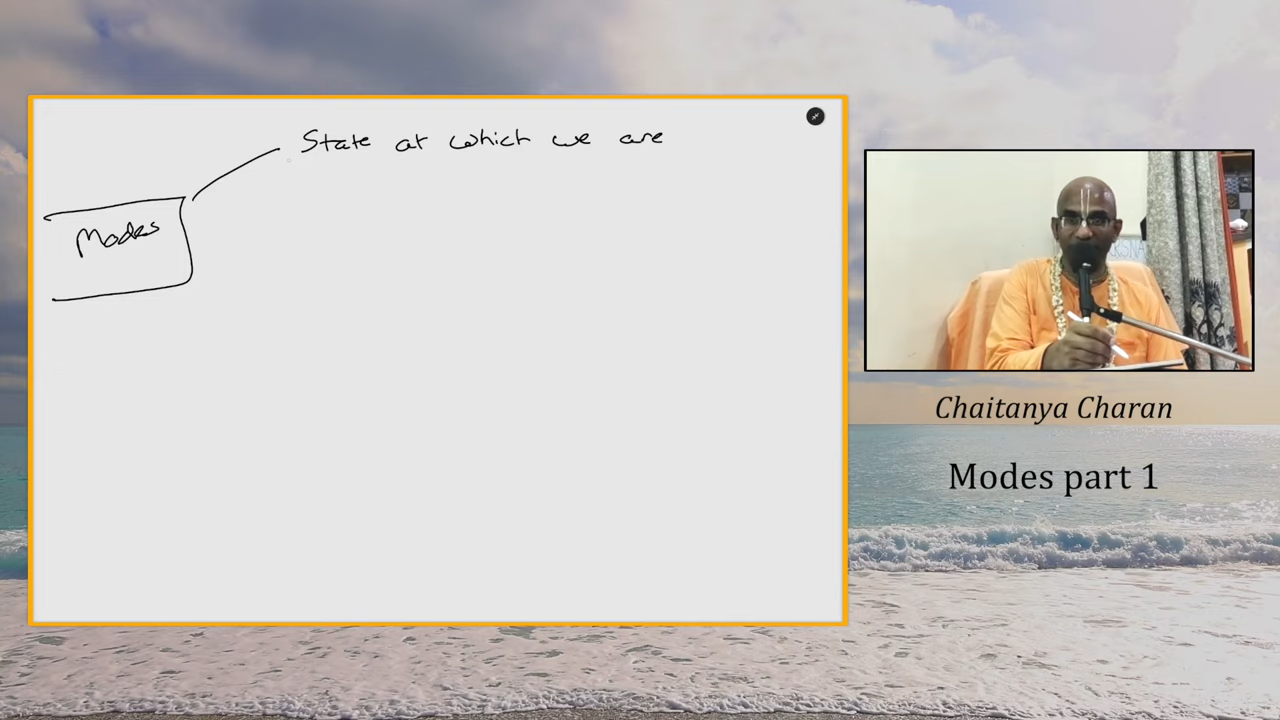 State at which we are
Modes
Chaitanya Charan
Modes part 1